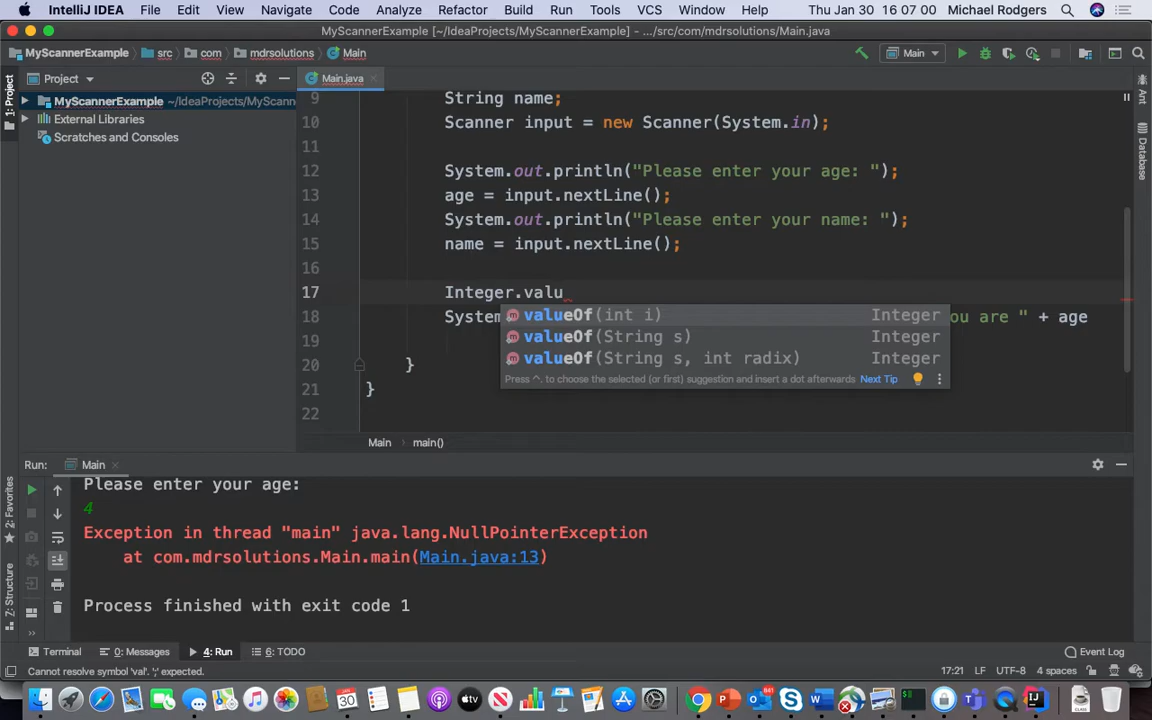 IntelliJ IDEA File Edit View Navigate Code Analyze Refactor Build Run Tools VCS Window Help Thu Jan 30 16 07 00 Michael Rodgers
MyScannerExample [~/IdeaProjects/MyScannerExample] - .../src/com/mdrsolutions/Main.java
MyScannerExample src com mdrsolutions Main Main
Project Main.java
1: Project
MyScannerExample ~/IdeaProjects/MyScann
External Libraries
Scratches and Consoles
Ant
Database
9 String name;
10 Scanner input = new Scanner(System.in);
11
12 System.out.println("Please enter your age: ");
13 age = input.nextLine();
14 System.out.println("Please enter your name: ");
15 name = input.nextLine();
16
17 Integer.valu
18 System ou are " + age
19
20 }
21 }
22
valueOf(int i) Integer
valueOf(String s) Integer
valueOf(String s, int radix) Integer
Press ^. to choose the selected (or first) suggestion and insert a dot afterwards Next Tip
Main main()
Run: Main
Please enter your age:
4
Exception in thread "main" java.lang.NullPointerException
at com.mdrsolutions.Main.main(Main.java:13)
Process finished with exit code 1
2: Favorites
Z: Structure
Terminal 0: Messages 4: Run 6: TODO Event Log
Cannot resolve symbol 'val'. ';' expected. 17:21 LF UTF-8 4 spaces